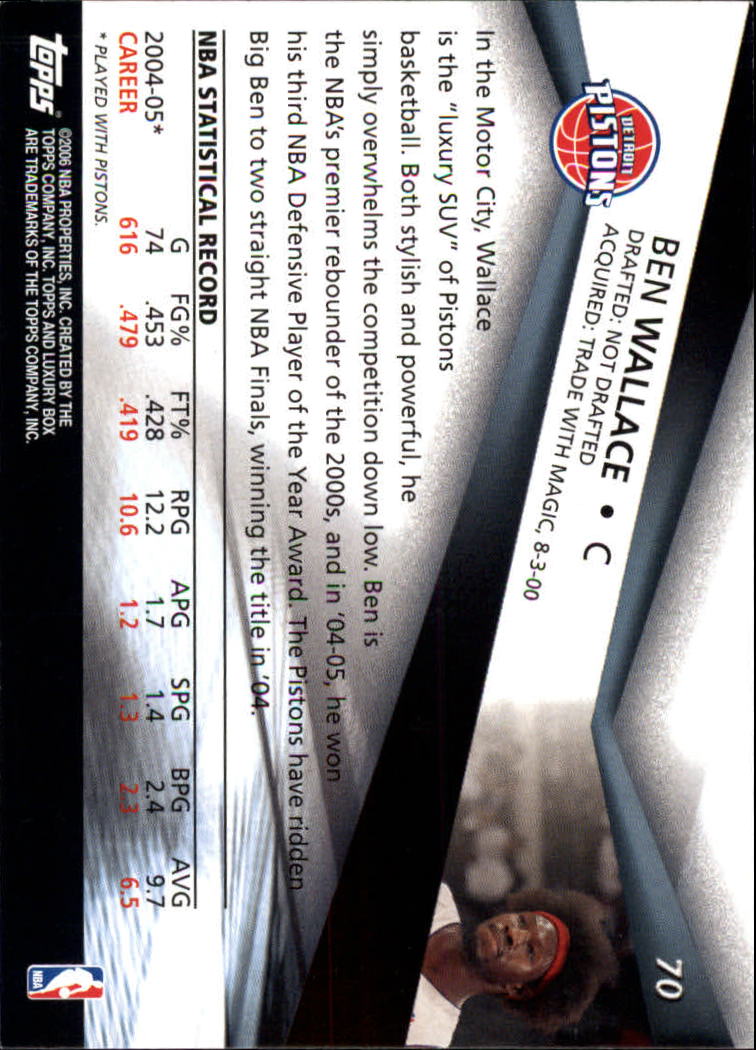 70
DETROIT
PISTONS
BEN WALLACE • C
DRAFTED: NOT DRAFTED
ACQUIRED: TRADE WITH MAGIC, 8-3-00
In the Motor City, Wallace
is the "luxury SUV" of Pistons
basketball. Both stylish and powerful, he
simply overwhelms the competition down low. Ben is
the NBA's premier rebounder of the 2000s, and in '04-05, he won
his third NBA Defensive Player of the Year Award. The Pistons have ridden
Big Ben to two straight NBA Finals, winning the title in '04.
NBA STATISTICAL RECORD
G FG% FT% RPG APG SPG BPG AVG
2004-05* 74 .453 .428 12.2 1.7 1.4 2.4 9.7
CAREER 616 .479 .419 10.6 1.2 1.3 2.3 6.5
* PLAYED WITH PISTONS.
topps®
©2006 NBA PROPERTIES, INC. CREATED BY THE
TOPPS COMPANY, INC. TOPPS AND LUXURY BOX
ARE TRADEMARKS OF THE TOPPS COMPANY, INC.
NBA